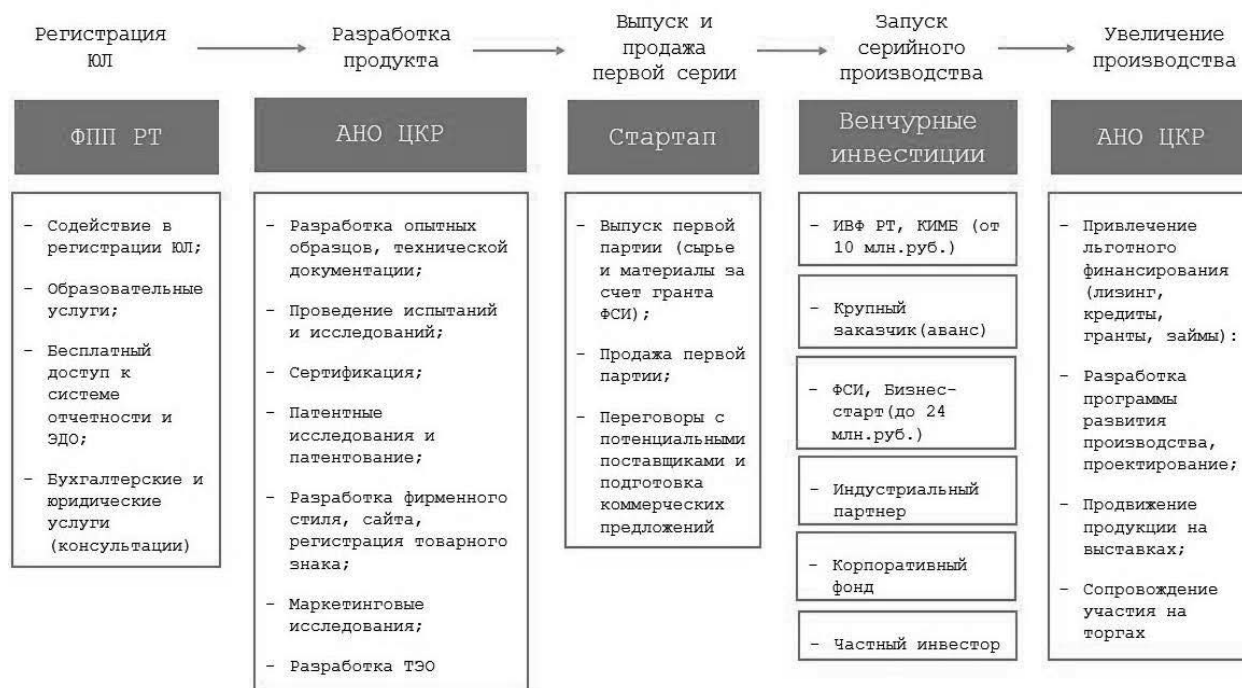 Регистрация
ЮЛ
Разработка
продукта
Выпуск и
продажа
первой серии
Запуск
серийного
производства
Увеличение
производства
ФПП РТ
АНО ЦКР
Стартап
Венчурные
инвестиции
АНО ЦКР
- Содействие в
регистрации ЮЛ;
- Образовательные
услуги;
- Бесплатный
доступ к
системе
отчетности и
ЭДО;
- Бухгалтерские и
юридические
услуги
(консультации)
- Разработка опытных
образцов, технической
документации;
- Проведение испытаний
и исследований;
- Сертификация;
- Патентные
исследования и
патентование;
- Разработка фирменного
стиля, сайта,
регистрация товарного
знака;
- Маркетинговые
исследования;
- Разработка ТЭО
- Выпуск первой
партии (сырье
и материалы за
счет гранта
ФСИ);
- Продажа первой
партии;
- Переговоры с
потенциальными
поставщиками и
подготовка
коммерческих
предложений
- ИВФ РТ, КИМБ (от
10 млн.руб.)
- Крупный
заказчик(аванс)
- ФСИ, Бизнес-
старт(до 24
млн.руб.)
- Индустриальный
партнер
- Корпоративный
фонд
- Частный инвестор
- Привлечение
льготного
финансирования
(лизинг,
кредиты,
гранты, займы):
- Разработка
программы
развития
производства,
проектирование;
- Продвижение
продукции на
выставках;
- Сопровождение
участия на
торгах